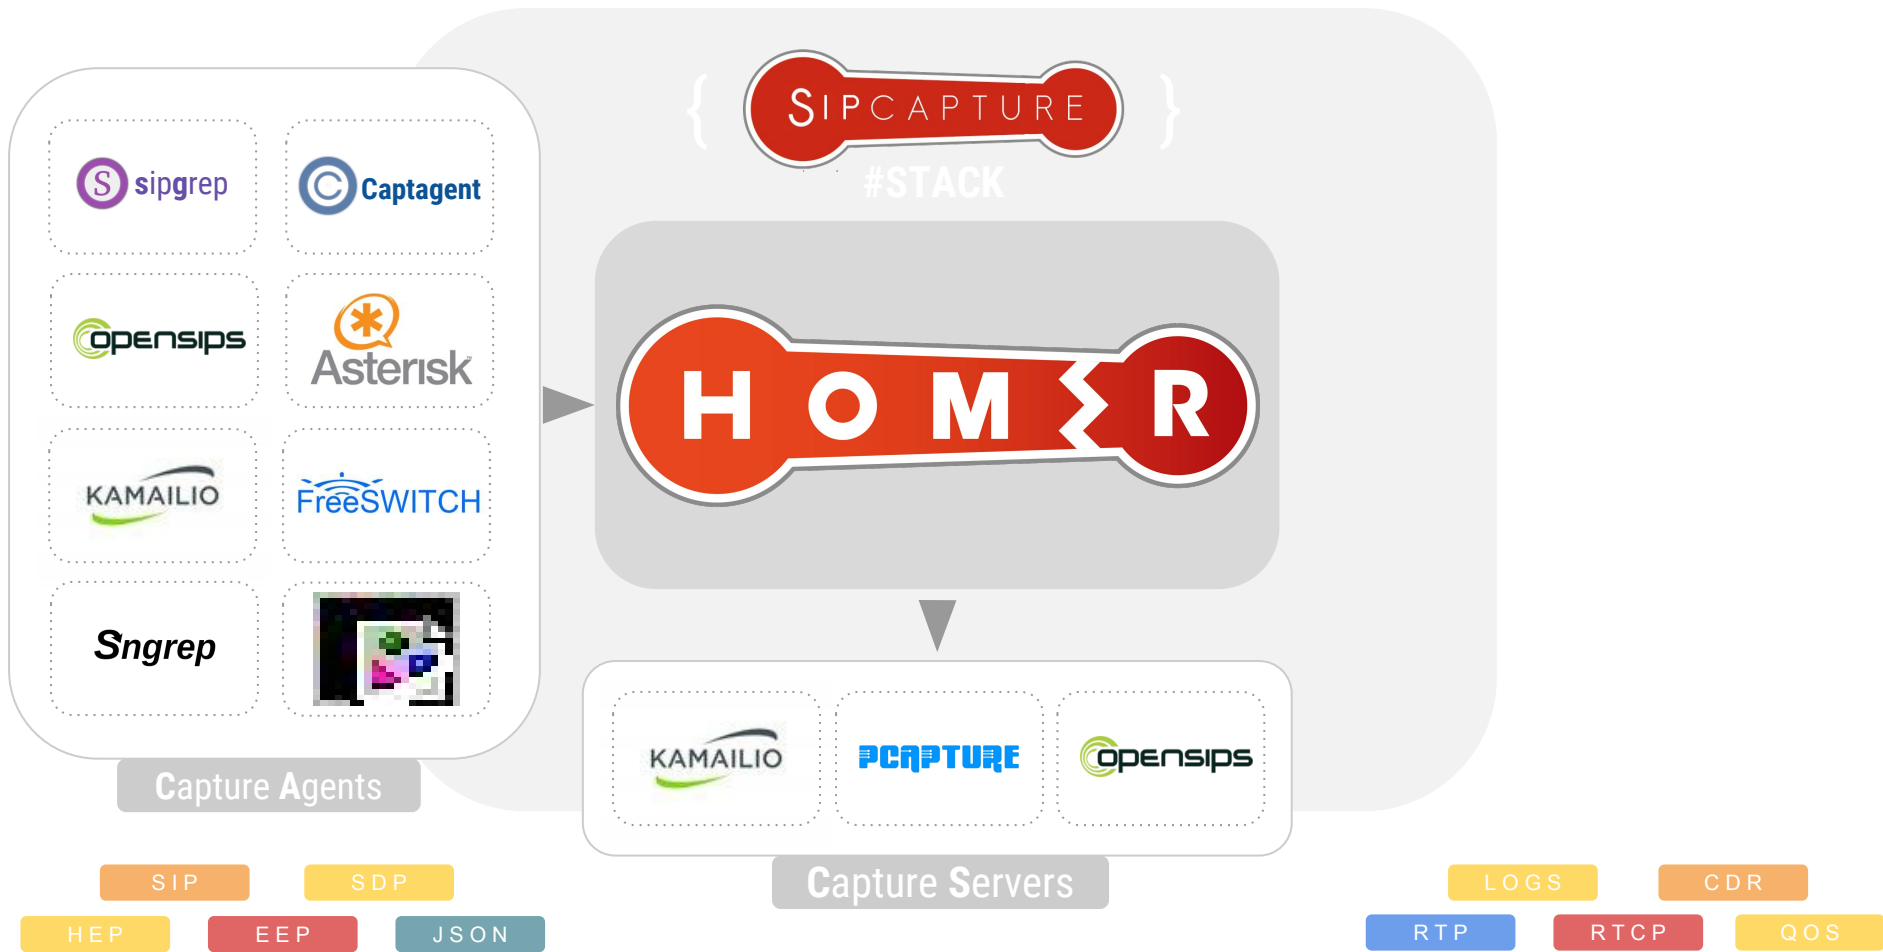 { SIPCAPTURE }
#STACK
sipgrep
Captagent
opensips
Asterisk
KAMAILIO
FreeSWITCH
Sngrep
Capture Agents
HOMER
KAMAILIO
PCAPTURE
opensips
Capture Servers
SIP
SDP
HEP
EEP
JSON
LOGS
CDR
RTP
RTCP
QOS